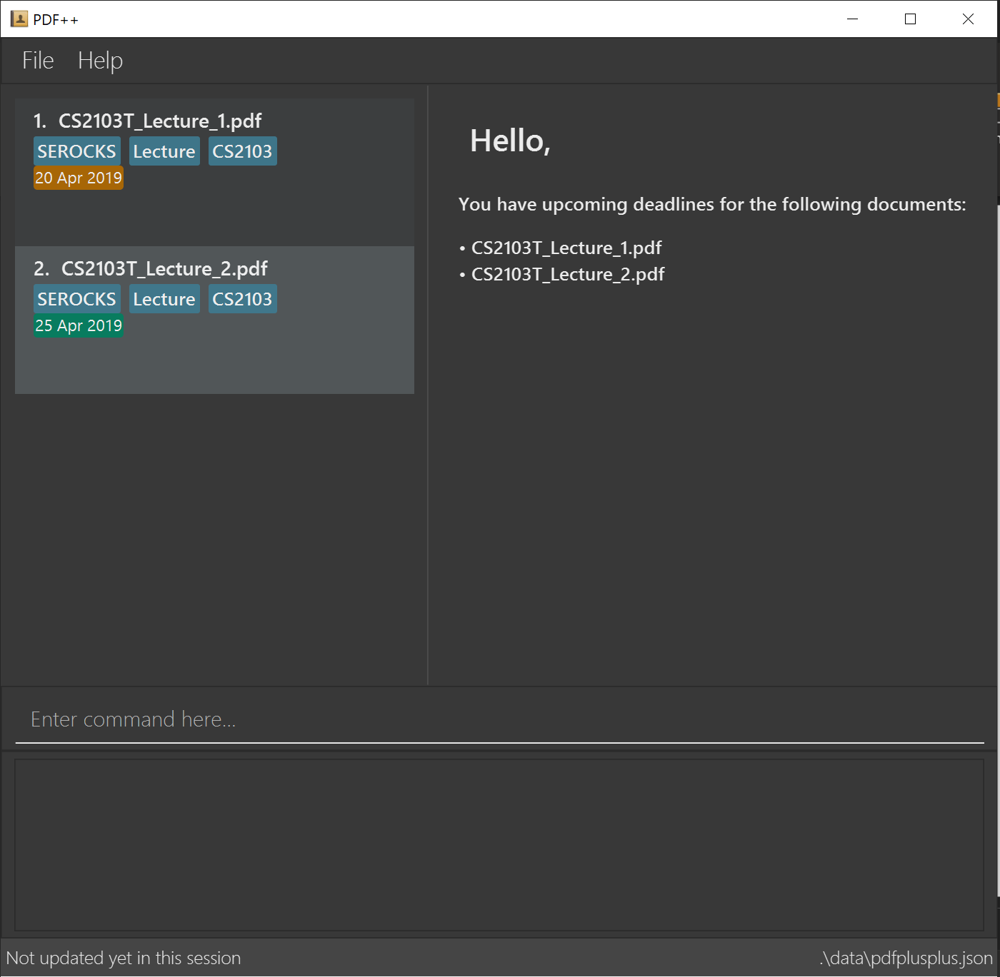 PDF++
File Help
1. CS2103T_Lecture_1.pdf
SEROCKS Lecture CS2103
20 Apr 2019
2. CS2103T_Lecture_2.pdf
SEROCKS Lecture CS2103
25 Apr 2019
Hello,
You have upcoming deadlines for the following documents:
• CS2103T_Lecture_1.pdf
• CS2103T_Lecture_2.pdf
Enter command here...
Not updated yet in this session
.\data\pdfplusplus.json